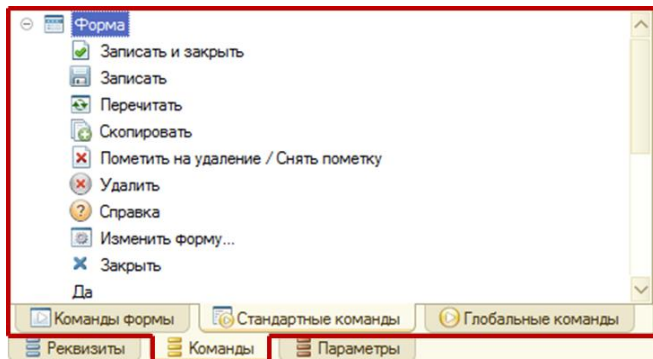 Форма
Записать и закрыть
Записать
Перечитать
Скопировать
Пометить на удаление / Снять пометку
Удалить
Справка
Изменить форму...
Закрыть
Да
Команды формы Стандартные команды Глобальные команды
Реквизиты Команды Параметры